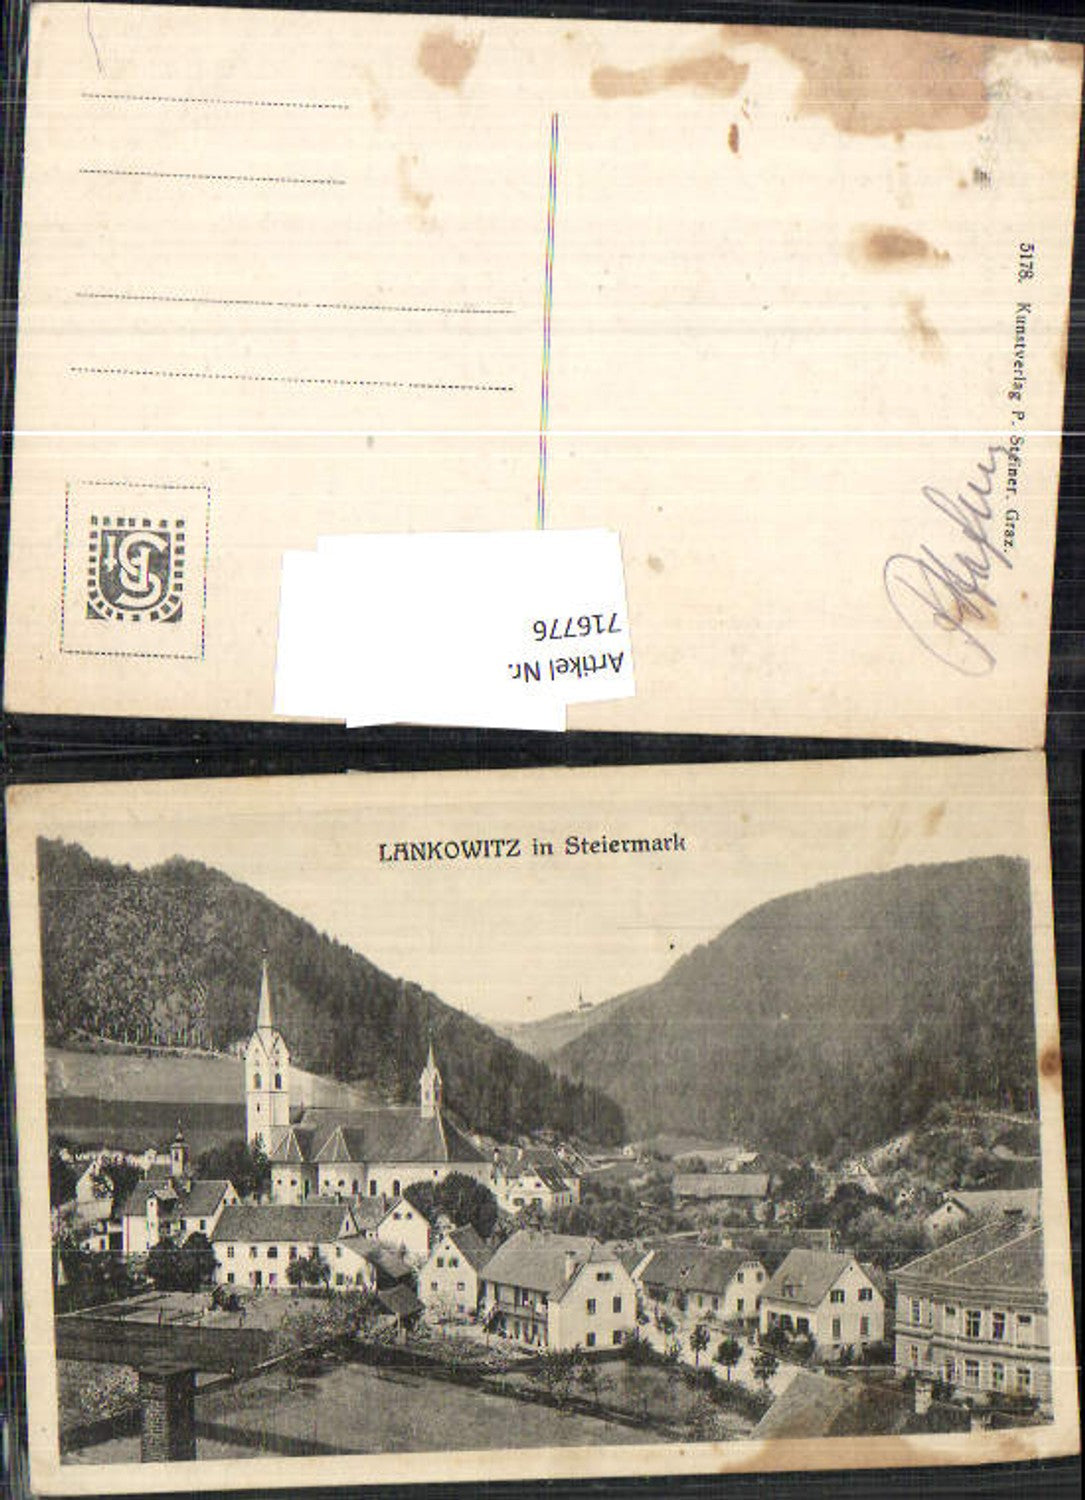 5178. Kunstverlag P. Steiner, Graz.
Artikel Nr.
716776
LANKOWITZ in Steiermark